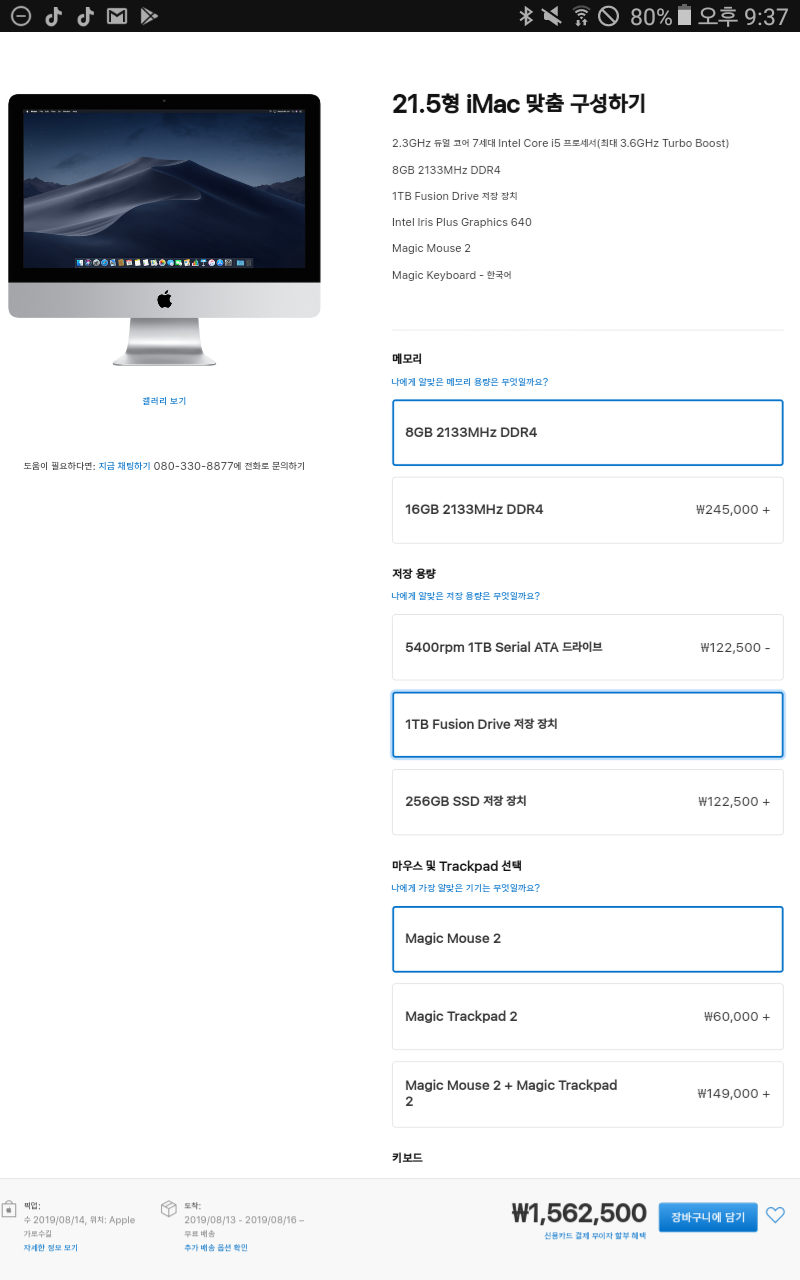 80% 오후 9:37
21.5형 iMac 맞춤 구성하기
2.3GHz 듀얼 코어 7세대 Intel Core i5 프로세서(최대 3.6GHz Turbo Boost)
8GB 2133MHz DDR4
1TB Fusion Drive 저장 장치
Intel Iris Plus Graphics 640
Magic Mouse 2
Magic Keyboard - 한국어
갤러리 보기
도움이 필요하다면: 지금 채팅하기 080-330-8877에 전화로 문의하기
메모리
나에게 알맞은 메모리 용량은 무엇일까요?
8GB 2133MHz DDR4
16GB 2133MHz DDR4 ₩245,000 +
저장 용량
나에게 알맞은 저장 용량은 무엇일까요?
5400rpm 1TB Serial ATA 드라이브 ₩122,500 -
1TB Fusion Drive 저장 장치
256GB SSD 저장 장치 ₩122,500 +
마우스 및 Trackpad 선택
나에게 가장 알맞은 기기는 무엇일까요?
Magic Mouse 2
Magic Trackpad 2 ₩60,000 +
Magic Mouse 2 + Magic Trackpad
2 ₩149,000 +
키보드
픽업:
수 2019/08/14, 위치: Apple
가로수길
자세한 정보 보기
도착:
2019/08/13 - 2019/08/16 –
무료 배송
추가 배송 옵션 확인
₩1,562,500
신용카드 결제 무이자 할부 혜택
장바구니에 담기